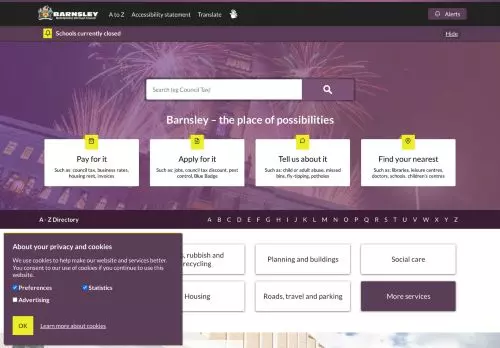 BARNSLEY
Metropolitan Borough Council
A to Z
Accessibility statement
Translate
Alerts
Schools currently closed
Hide
Search (eg Council Tax)
Barnsley – the place of possibilities
Pay for it
Such as: council tax, business rates,
housing rent, invoices
Apply for it
Such as: jobs, council tax discount, pest
control, Blue Badge
Tell us about it
Such as: child or adult abuse, missed
bins, fly-tipping, potholes
Find your nearest
Such as: libraries, leisure centres,
doctors, schools, children's centres
A - Z Directory
A B C D E F G H I J K L M N O P Q R S T U V W X Y Z
rubbish and
recycling
Planning and buildings
Social care
Housing
Roads, travel and parking
More services
About your privacy and cookies
We use cookies to help make our website and services better.
You consent to our use of cookies if you continue to use this
website.
Preferences
Statistics
Advertising
OK
Learn more about cookies